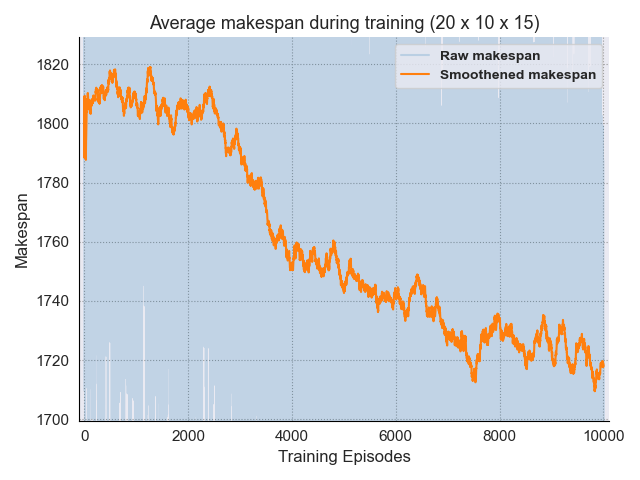 Average makespan during training (20 x 10 x 15)
Raw makespan
Smoothened makespan
Makespan
1820
1800
1780
1760
1740
1720
1700
0 2000 4000 6000 8000 10000
Training Episodes